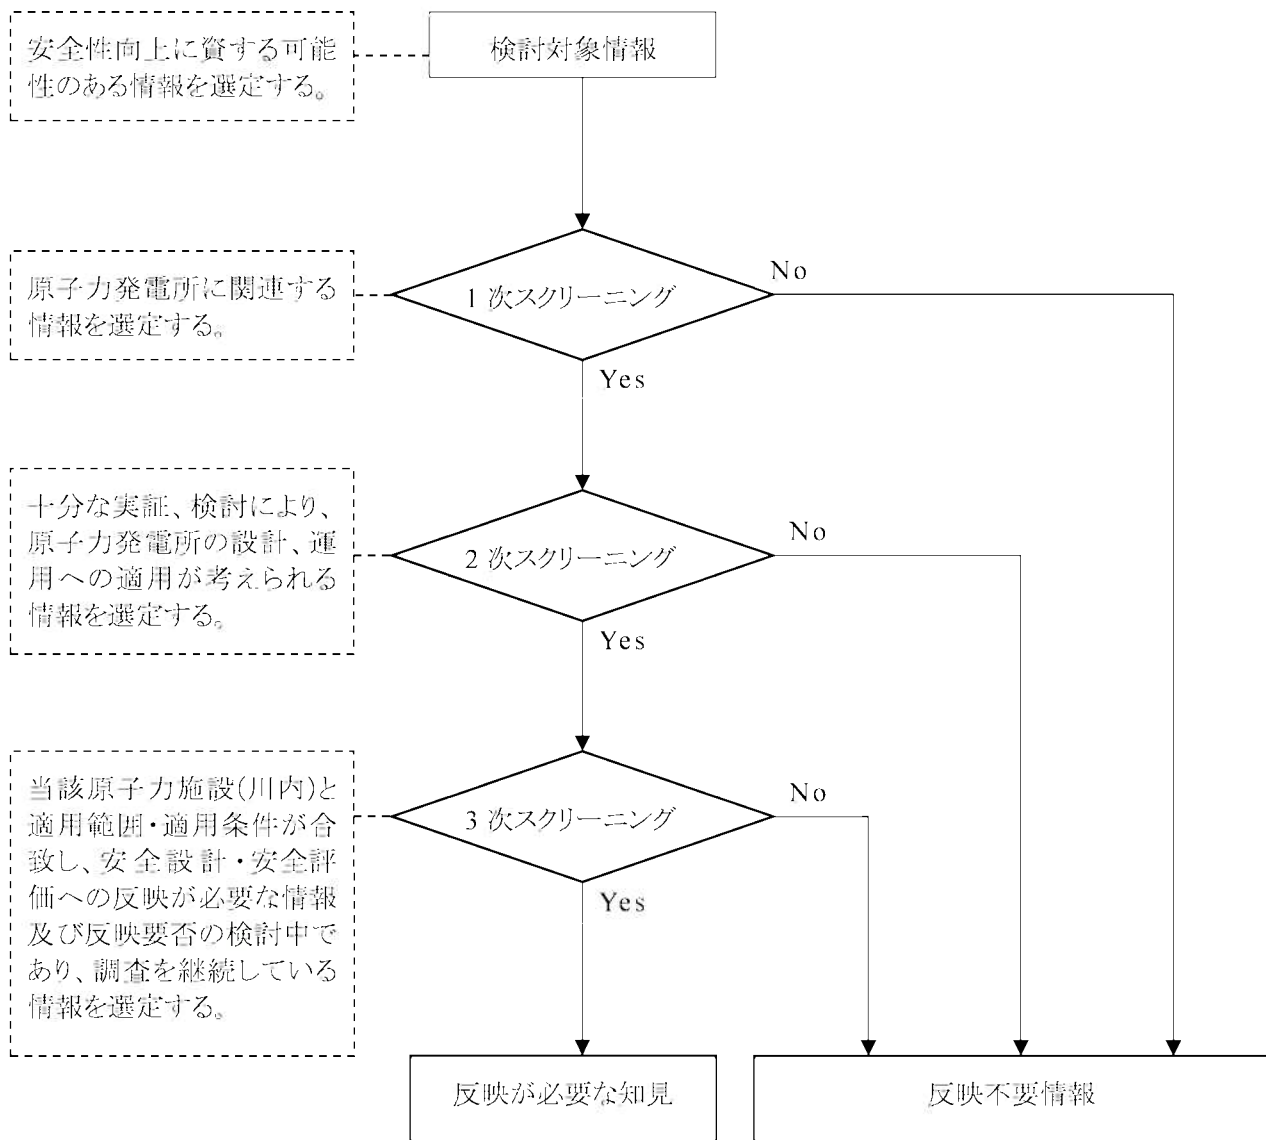 安全性向上に資する可能
性のある情報を選定する。
検討対象情報
原子力発電所に関連する
情報を選定する。
1 次スクリーニング
No
Yes
十分な実証、検討により、
原子力発電所の設計、運
用への適用が考えられる
情報を選定する。
2 次スクリーニング
No
Yes
当該原子力施設(川内)と
適用範囲・適用条件が合
致し、安全設計・安全評
価への反映が必要な情報
及び反映要否の検討中で
あり、調査を継続している
情報を選定する。
3 次スクリーニング
No
Yes
反映が必要な知見
反映不要情報